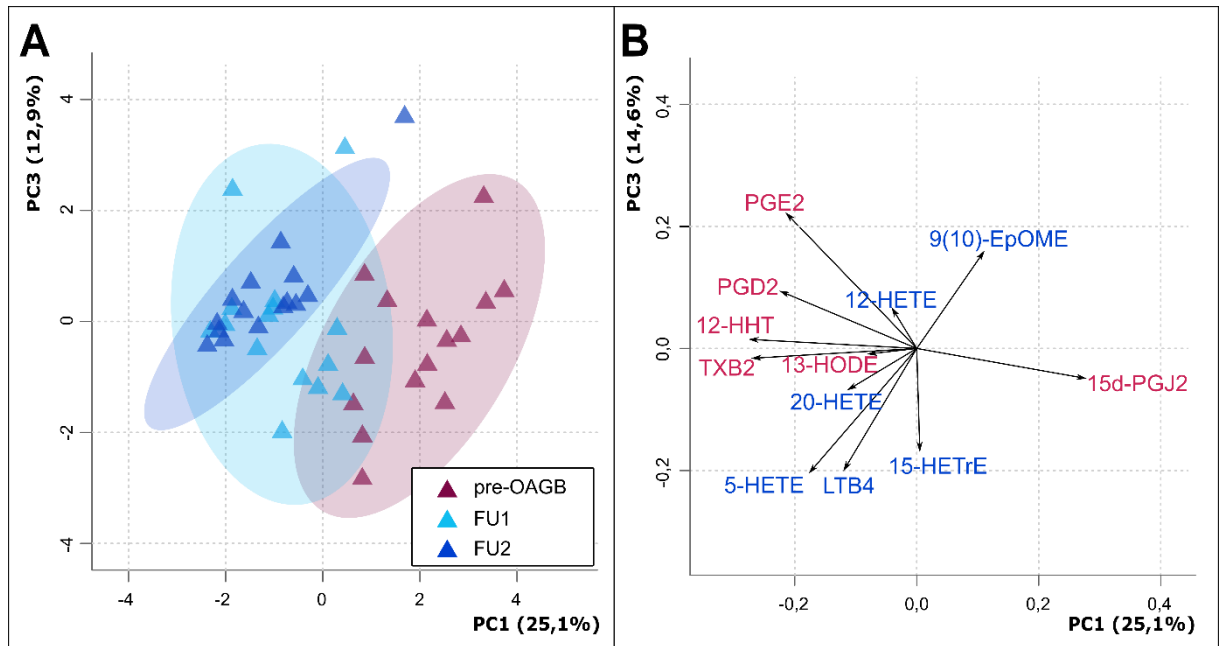 A
PC3 (12,9%)
4
2
0
-2
-4
-4
-2
0
2
4
PC1 (25,1%)
pre-OAGB
FU1
FU2
B
PC3 (14,6%)
0,4
0,2
0,0
-0,2
-0,2
0,0
0,2
0,4
PC1 (25,1%)
PGE2
9(10)-EpOME
PGD2
12-HETE
12-HHT
TXB2
13-HODE
15d-PGJ2
20-HETE
15-HETrE
5-HETE
LTB4